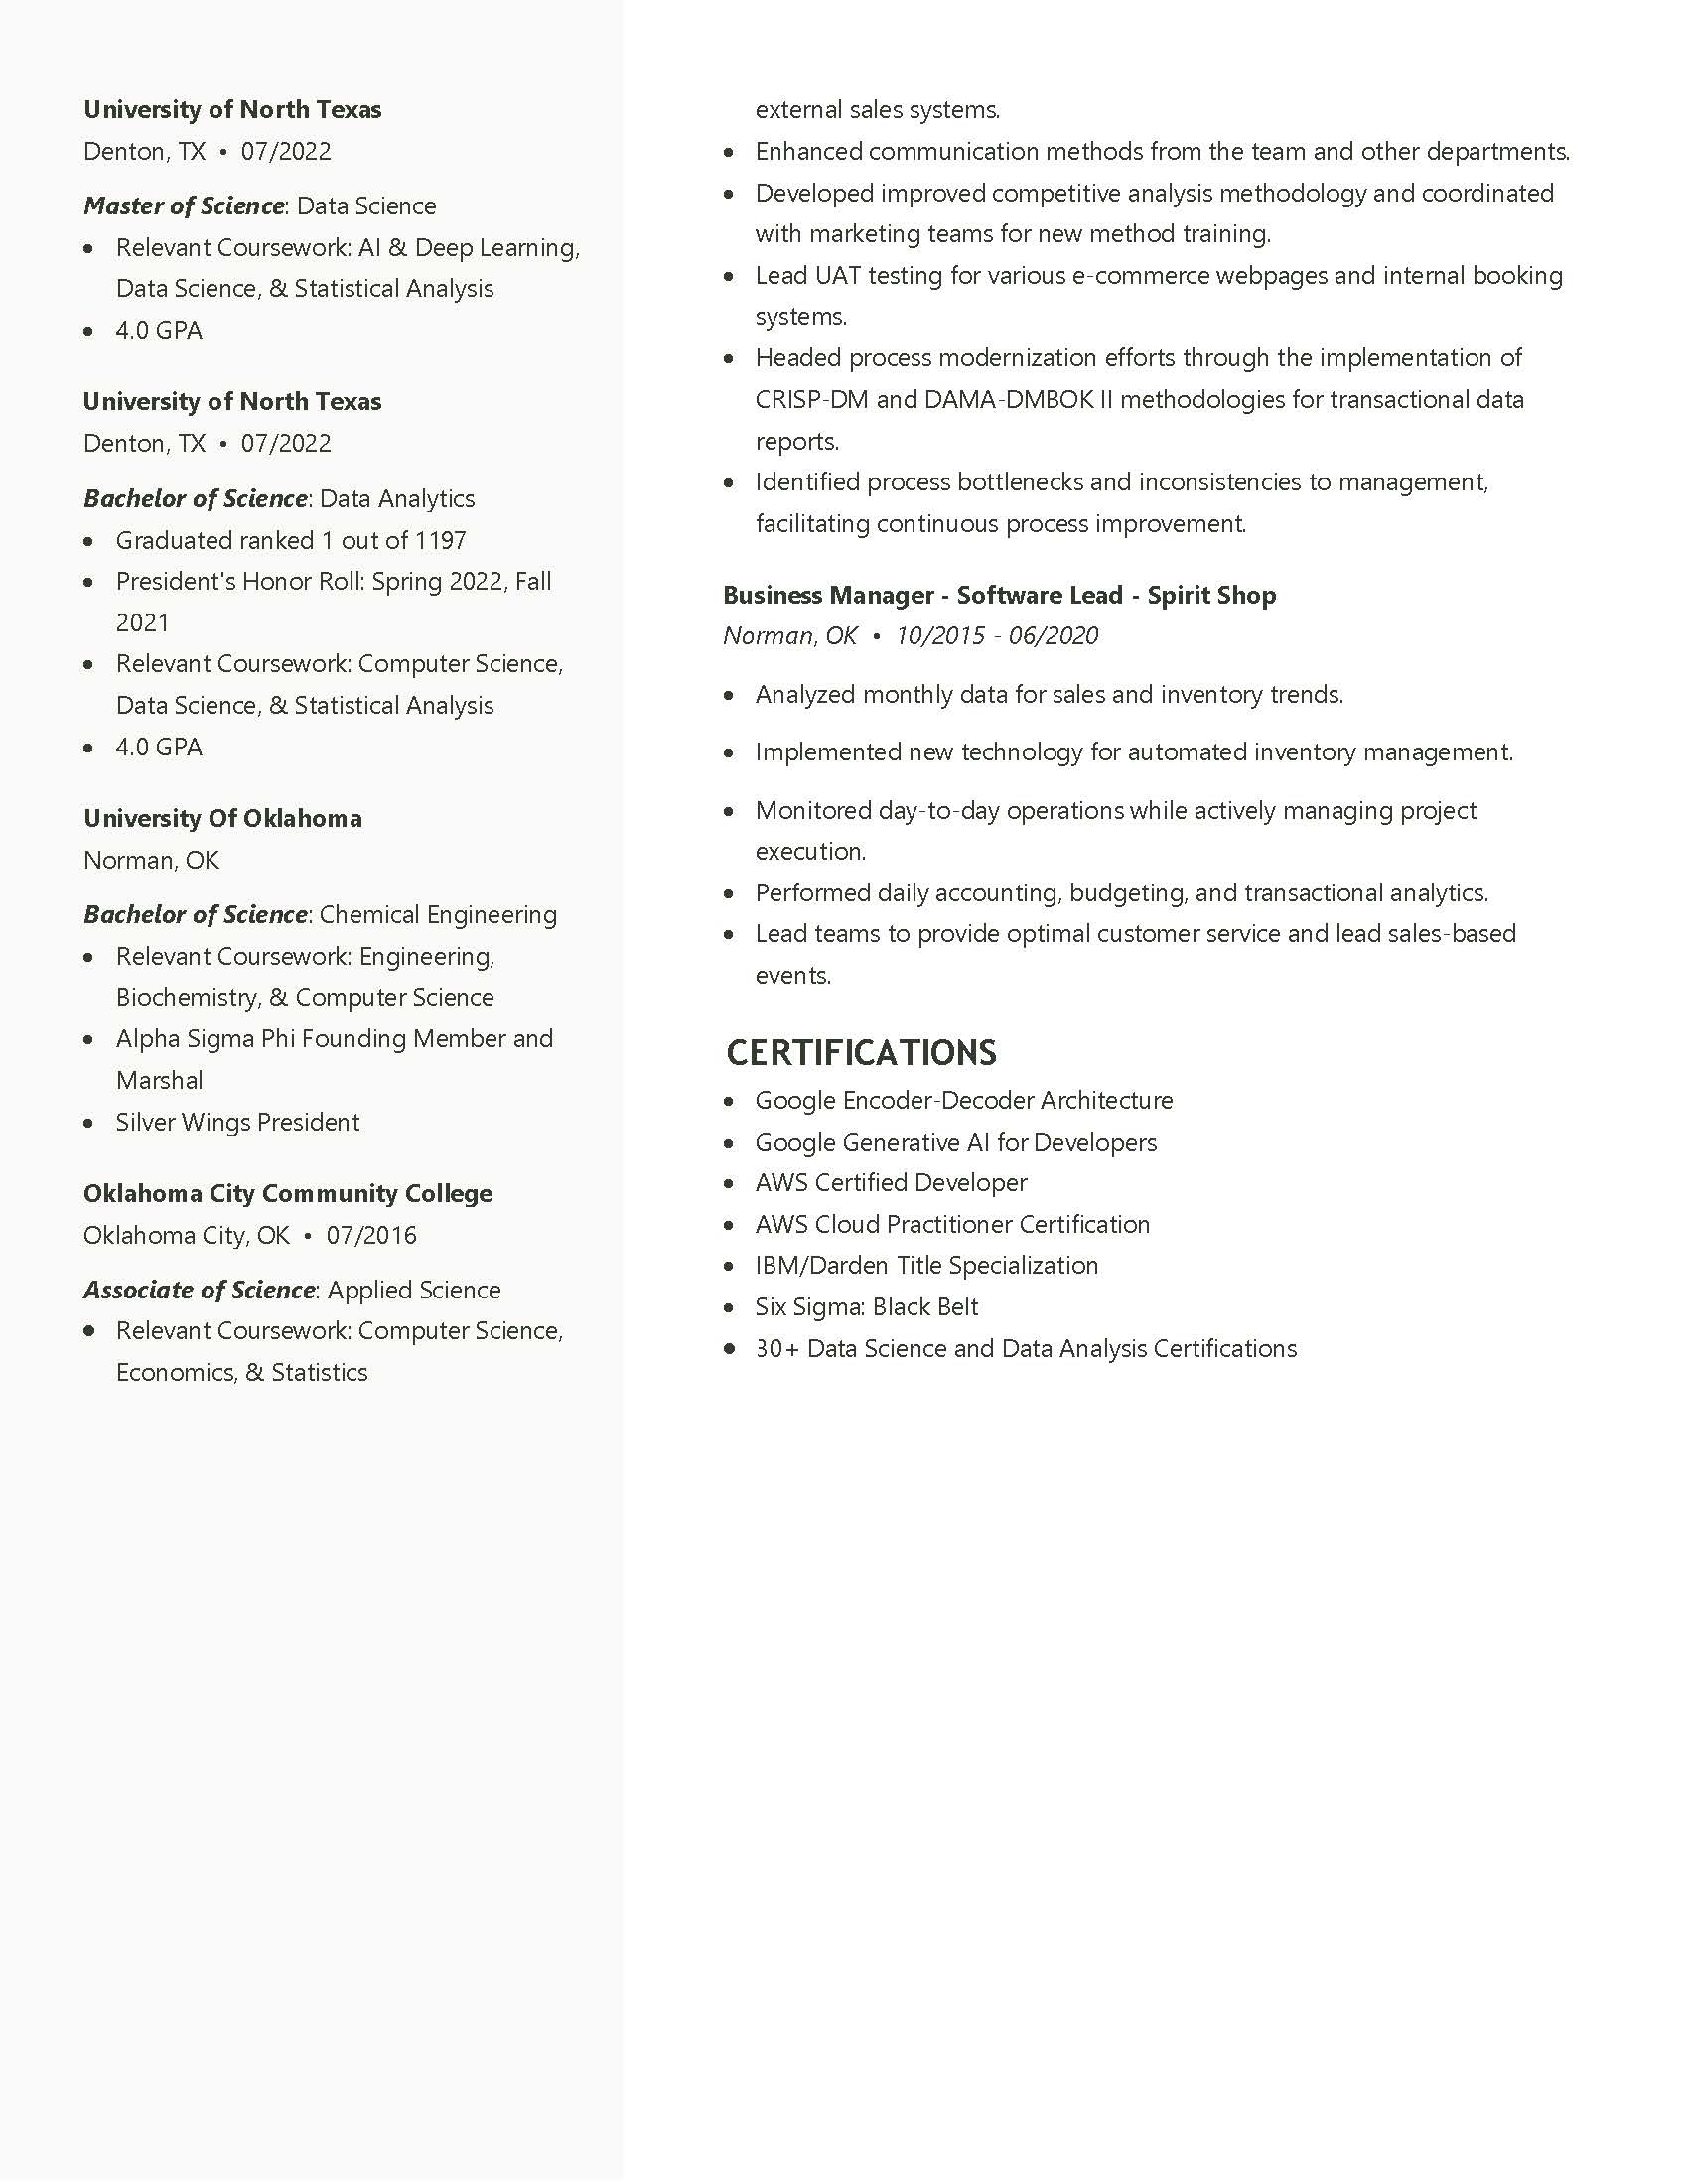 University of North Texas
Denton, TX • 07/2022
Master of Science: Data Science
• Relevant Coursework: AI & Deep Learning,
Data Science, & Statistical Analysis
• 4.0 GPA
University of North Texas
Denton, TX • 07/2022
Bachelor of Science: Data Analytics
• Graduated ranked 1 out of 1197
• President's Honor Roll: Spring 2022, Fall
2021
• Relevant Coursework: Computer Science,
Data Science, & Statistical Analysis
• 4.0 GPA
University Of Oklahoma
Norman, OK
Bachelor of Science: Chemical Engineering
• Relevant Coursework: Engineering,
Biochemistry, & Computer Science
• Alpha Sigma Phi Founding Member and
Marshal
• Silver Wings President
Oklahoma City Community College
Oklahoma City, OK • 07/2016
Associate of Science: Applied Science
• Relevant Coursework: Computer Science,
Economics, & Statistics
external sales systems.
• Enhanced communication methods from the team and other departments.
• Developed improved competitive analysis methodology and coordinated
with marketing teams for new method training.
• Lead UAT testing for various e-commerce webpages and internal booking
systems.
• Headed process modernization efforts through the implementation of
CRISP-DM and DAMA-DMBOK II methodologies for transactional data
reports.
• Identified process bottlenecks and inconsistencies to management,
facilitating continuous process improvement.
Business Manager - Software Lead - Spirit Shop
Norman, OK • 10/2015 - 06/2020
• Analyzed monthly data for sales and inventory trends.
• Implemented new technology for automated inventory management.
• Monitored day-to-day operations while actively managing project
execution.
• Performed daily accounting, budgeting, and transactional analytics.
• Lead teams to provide optimal customer service and lead sales-based
events.
CERTIFICATIONS
• Google Encoder-Decoder Architecture
• Google Generative AI for Developers
• AWS Certified Developer
• AWS Cloud Practitioner Certification
• IBM/Darden Title Specialization
• Six Sigma: Black Belt
• 30+ Data Science and Data Analysis Certifications